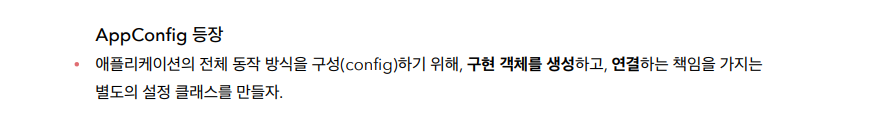 AppConfig 등장
애플리케이션의 전체 동작 방식을 구성(config)하기 위해, 구현 객체를 생성하고, 연결하는 책임을 가지는
별도의 설정 클래스를 만들자.